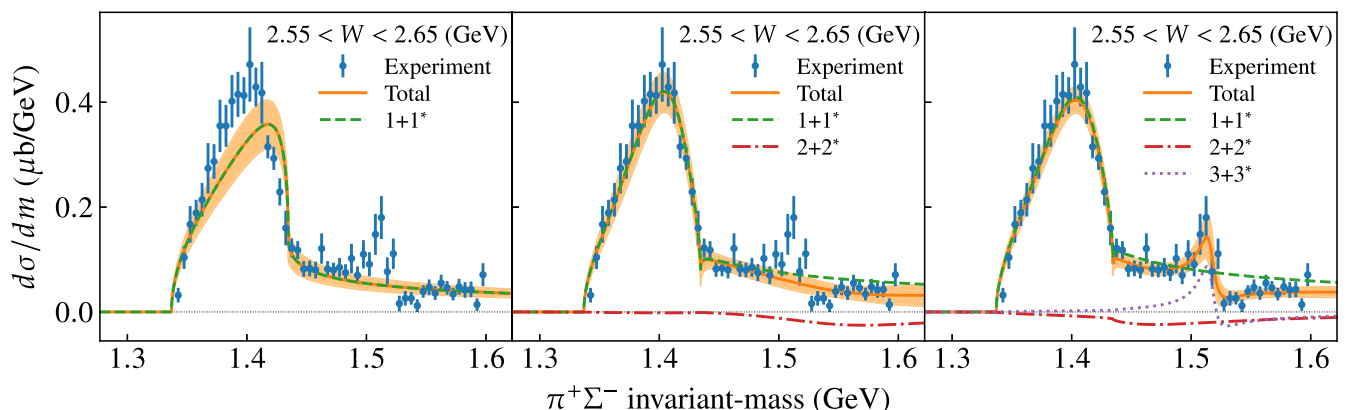 2.55 < W < 2.65 (GeV)
Experiment
Total
1+1*
2.55 < W < 2.65 (GeV)
Experiment
Total
1+1*
2+2*
2.55 < W < 2.65 (GeV)
Experiment
Total
1+1*
2+2*
3+3*
dσ/dm (μb/GeV)
0.4
0.2
0.0
1.3 1.4 1.5 1.6 1.3 1.4 1.5 1.6 1.3 1.4 1.5 1.6
π⁺Σ⁻ invariant-mass (GeV)